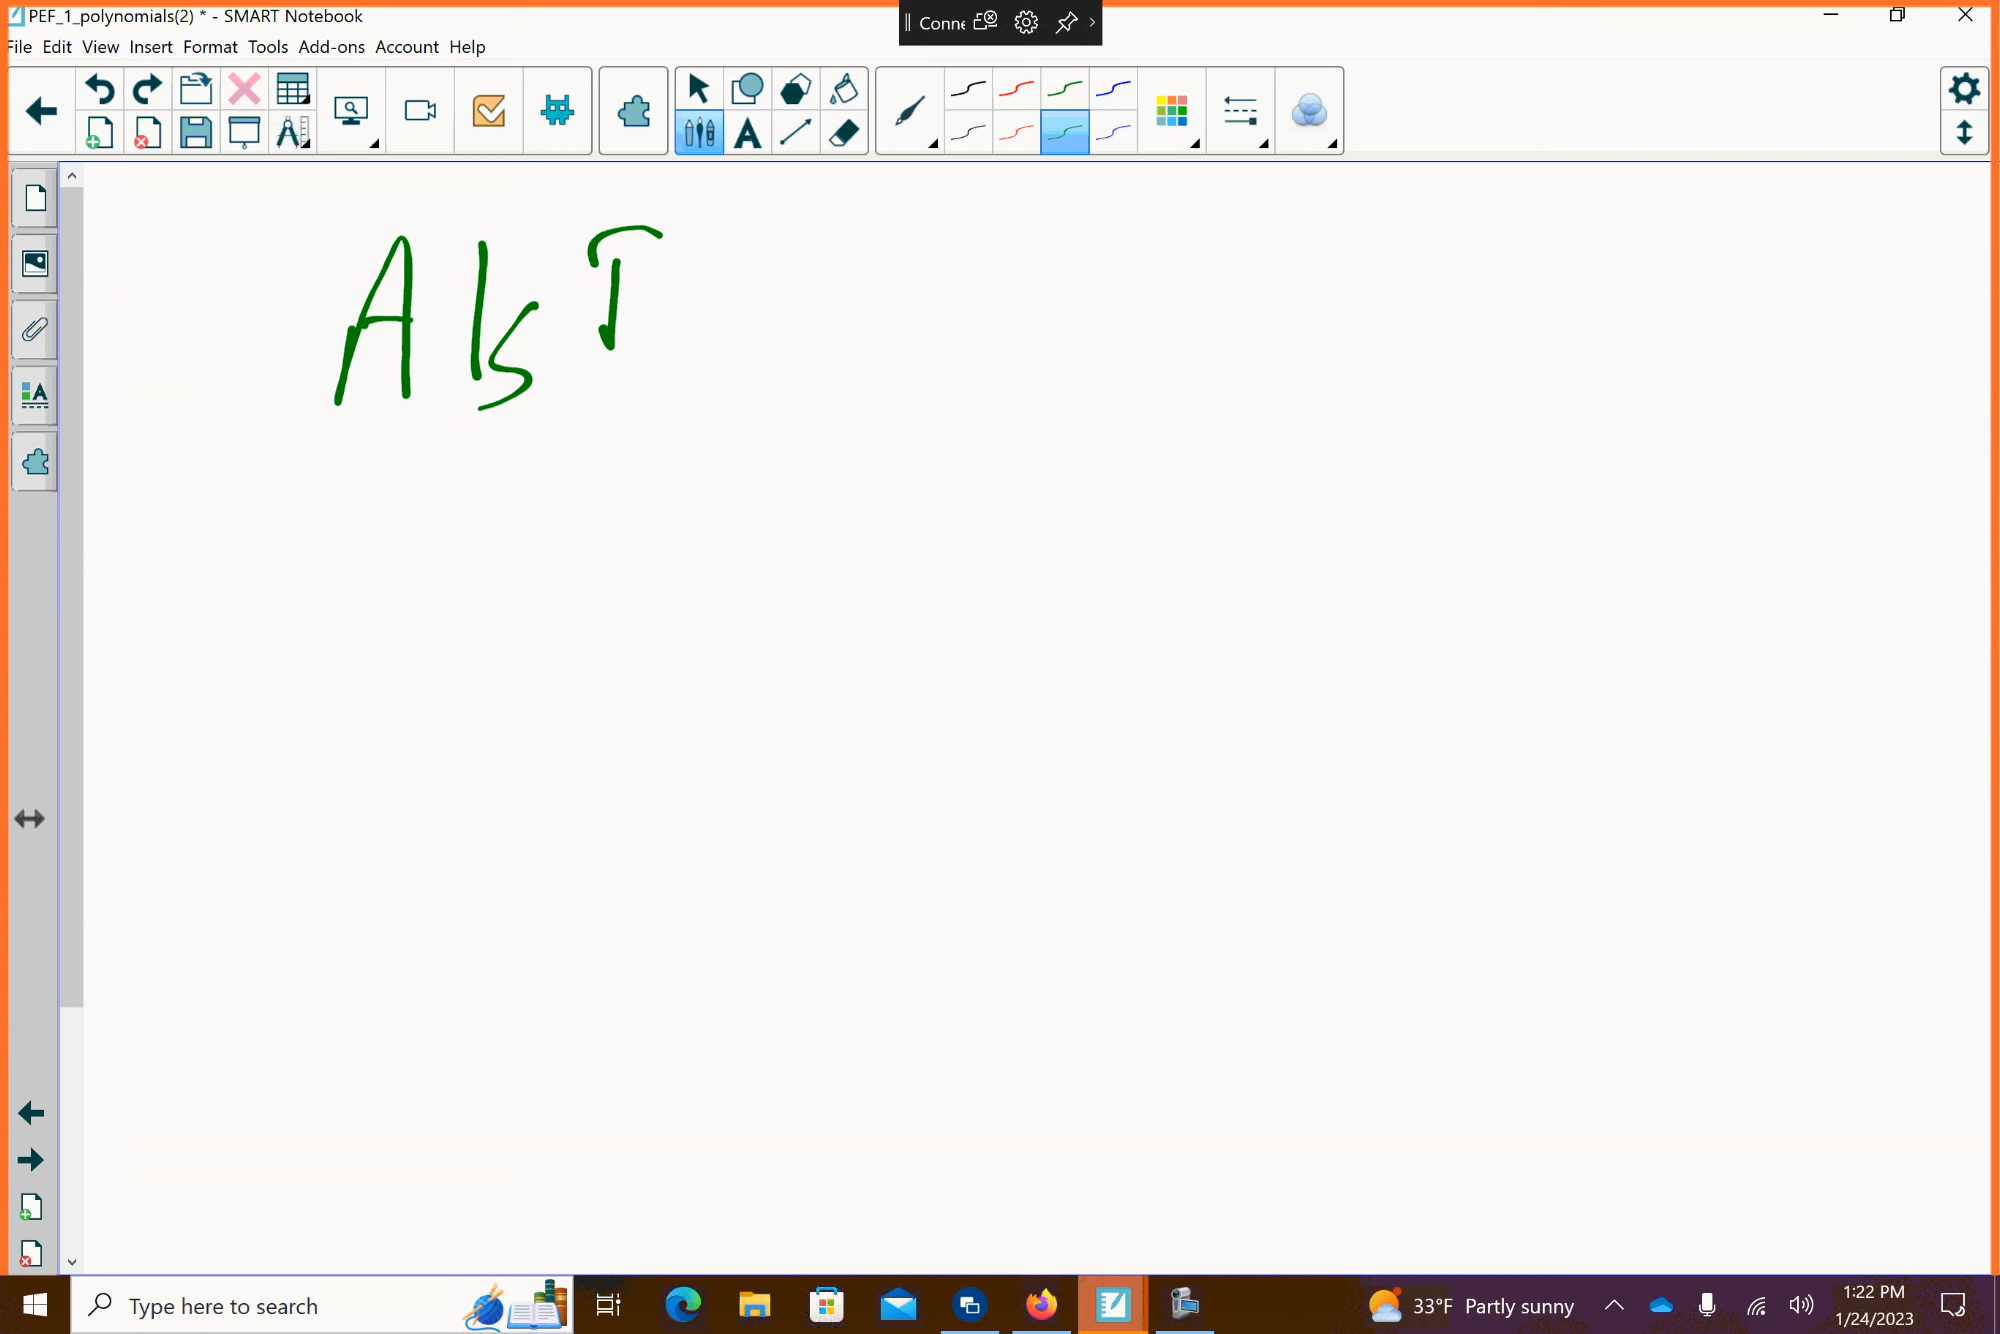 PEF_1_polynomials(2) * - SMART Notebook
Conne
File Edit View Insert Format Tools Add-ons Account Help
A
A
Type here to search
33°F Partly sunny
1:22 PM
1/24/2023